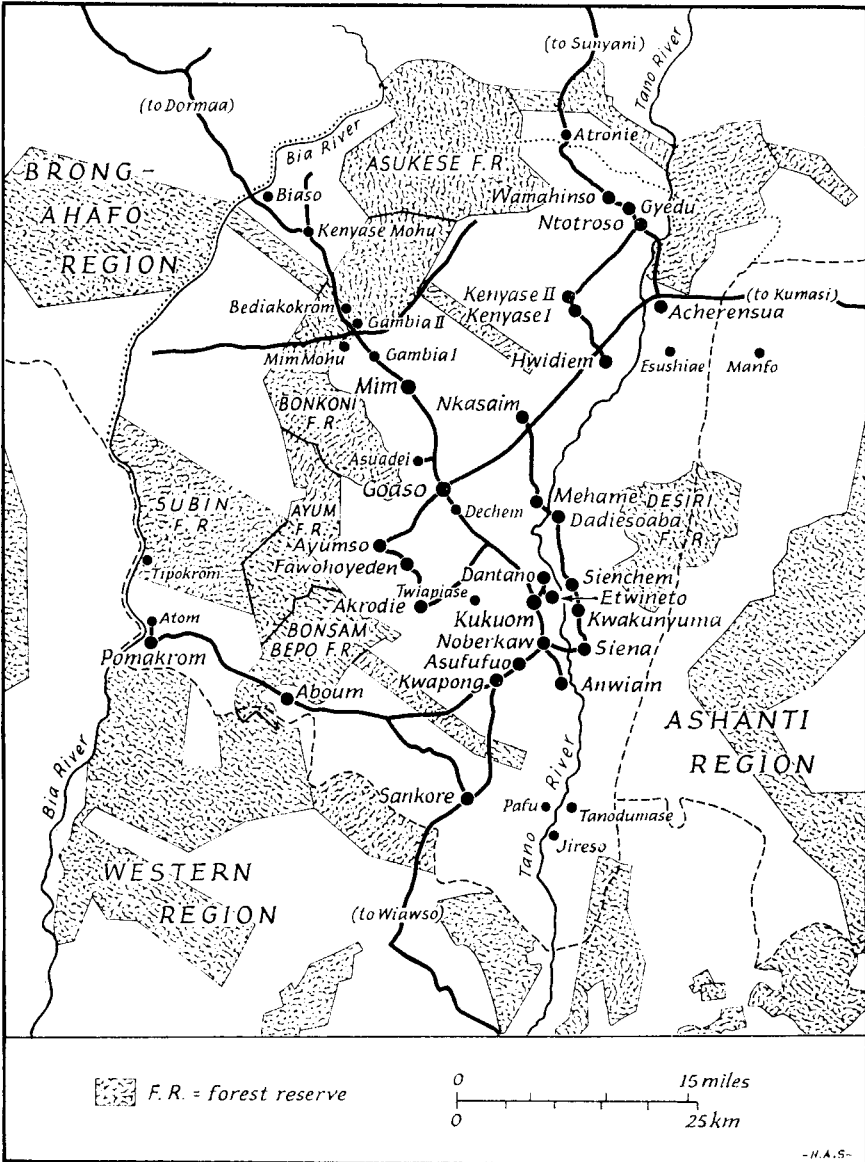 (to Sunyani)
Tano River
(to Dormaa)
Bia River
Atronie
ASUKESE F.R.
BRONG-
AHAFO
REGION
Biaso
Wamahinso
Gyedu
Ntotroso
Kenyase Mohu
Kenyase II
Kenyase I
(to Kumasi)
Acherensua
Bediakokrom
Gambia II
Mim Mohu
Gambia I
Hwidiem
Esushiae
Manfo
Mim
BONKONI
F.R.
Nkasaim
Asuadei
Goaso
Dechem
Mehame
Dadiesoaba
DESIRI
F.R.
SUBIN
F.R.
AYUM
F.R.
Ayumso
Fawohoyeden
Tipokrom
Twiapiase
Dantano
Sienchem
Etwineto
Akrodie
Kukuom
Kwakunyuma
Atom
Pomakrom
BONSAM
BEPO F.R.
Noberkaw
Sienai
Asufufuo
Kwapong
Anwiam
Aboum
ASHANTI
REGION
Bia River
Sankore
Pafu
Tanodumase
Tano River
Jireso
WESTERN
REGION
(to Wiawso)
F.R. = forest reserve
0 15 miles
0 25 km
-N.A.S-